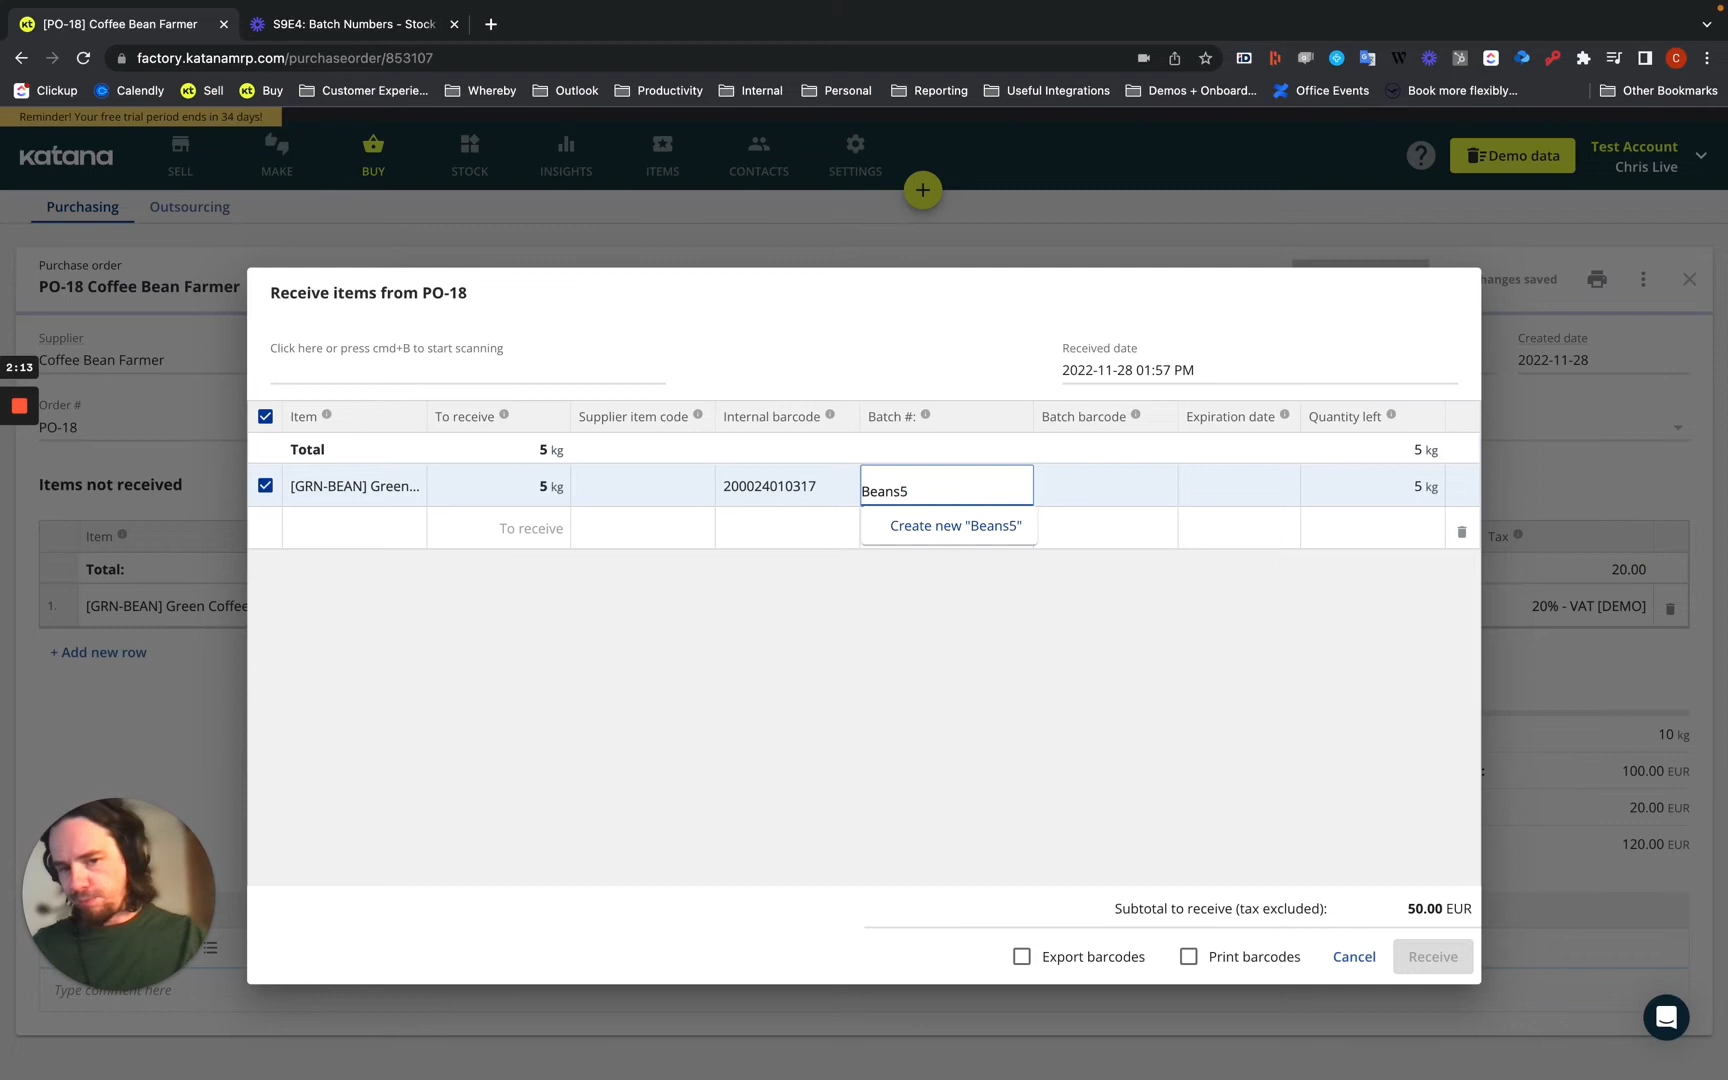 [PO-18] Coffee Bean Farmer
S9E4: Batch Numbers - Stock
factory.katanamrp.com/purchaseorder/853107
Clickup
Calendly
Sell
Buy
Customer Experie...
Whereby
Outlook
Productivity
Internal
Personal
Reporting
Useful Integrations
Demos + Onboard...
Office Events
Book more flexibly...
Other Bookmarks
Reminder! Your free trial period ends in 34 days!
katana
SELL
MAKE
BUY
STOCK
INSIGHTS
ITEMS
CONTACTS
SETTINGS
Demo data
Test Account
Chris Live
Purchasing
Outsourcing
Purchase order
PO-18 Coffee Bean Farmer
anges saved
Supplier
Coffee Bean Farmer
Created date
2022-11-28
2:13
Order #
PO-18
Items not received
Item
Tax
Total:
20.00
1.
[GRN-BEAN] Green Coffee
20% - VAT [DEMO]
+ Add new row
10 kg
:
100.00 EUR
20.00 EUR
120.00 EUR
Type comment here
Receive items from PO-18
Click here or press cmd+B to start scanning
Received date
2022-11-28 01:57 PM
Item
To receive
Supplier item code
Internal barcode
Batch #:
Batch barcode
Expiration date
Quantity left
Total
5 kg
5 kg
[GRN-BEAN] Green...
5 kg
200024010317
Beans5
5 kg
To receive
Create new "Beans5"
Subtotal to receive (tax excluded):
50.00 EUR
Export barcodes
Print barcodes
Cancel
Receive